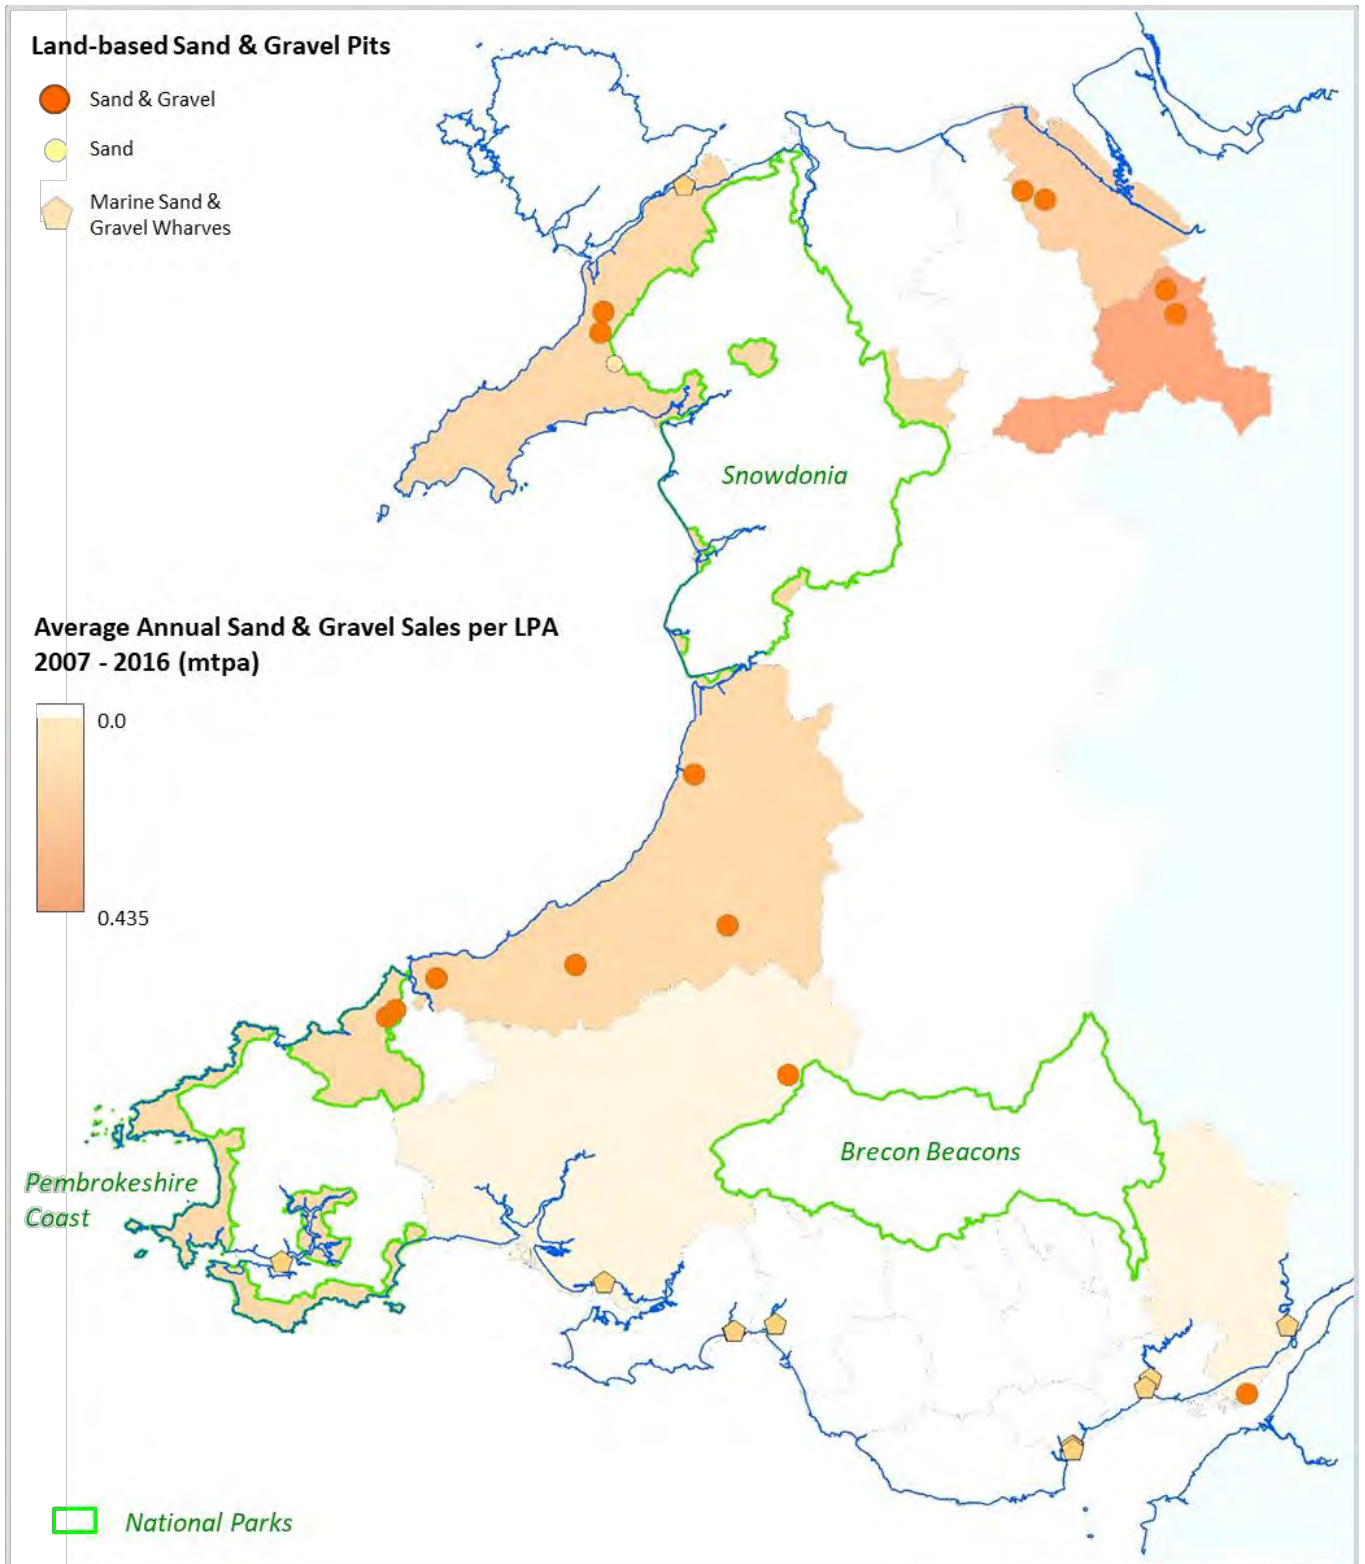 Land-based Sand & Gravel Pits
Sand & Gravel
Sand
Marine Sand &
Gravel Wharves
Snowdonia
Average Annual Sand & Gravel Sales per LPA
2007 - 2016 (mtpa)
0.0
0.435
Brecon Beacons
Pembrokeshire
Coast
National Parks